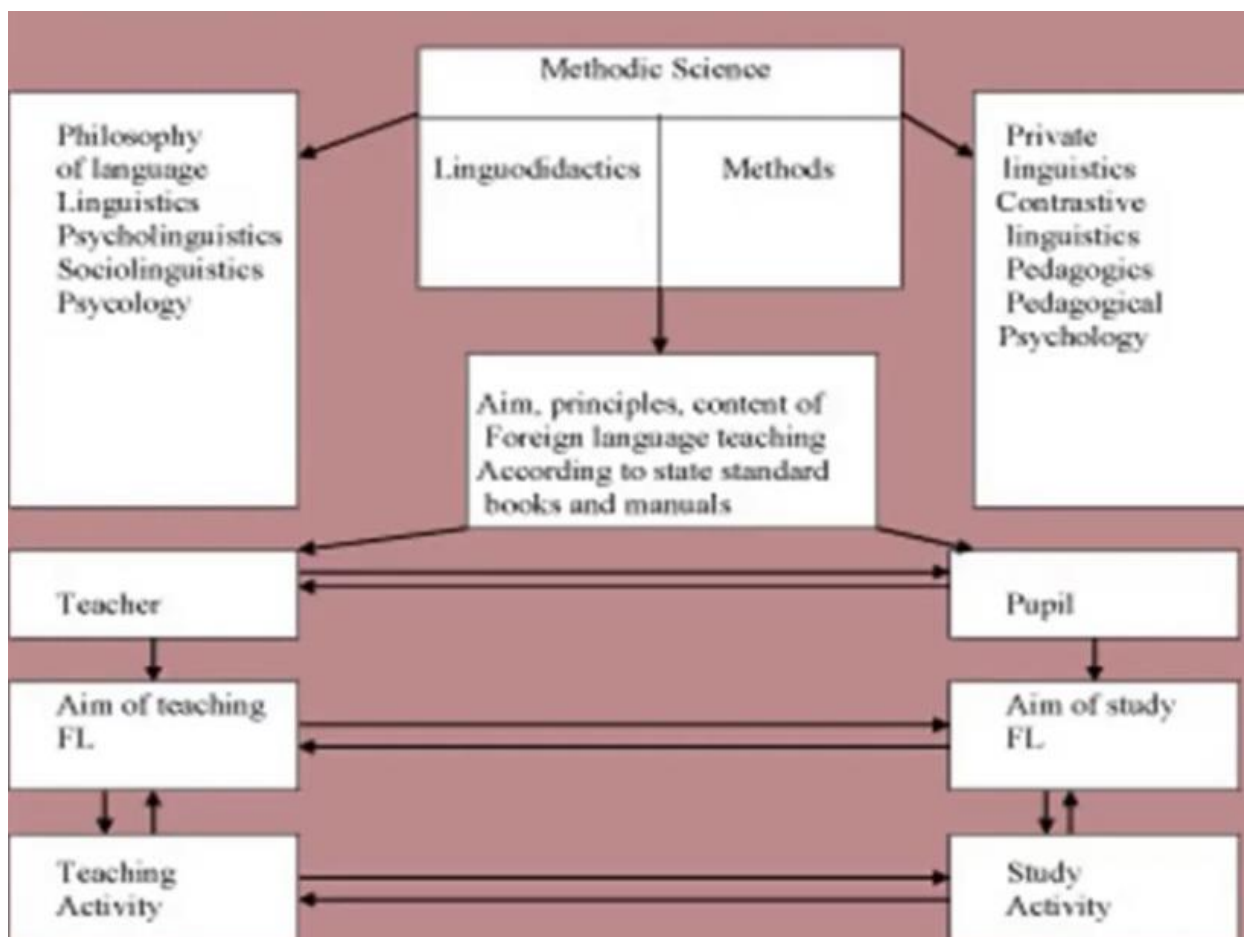 Methodic Science
Philosophy
of language
Linguistics
Psycholinguistics
Sociolinguistics
Psycology
Linguodidactics
Methods
Private
linguistics
Contrastive
linguistics
Pedagogics
Pedagogical
Psychology
Aim, principles, content of
Foreign language teaching
According to state standard
books and manuals
Teacher
Pupil
Aim of teaching
FL
Aim of study
FL
Teaching
Activity
Study
Activity